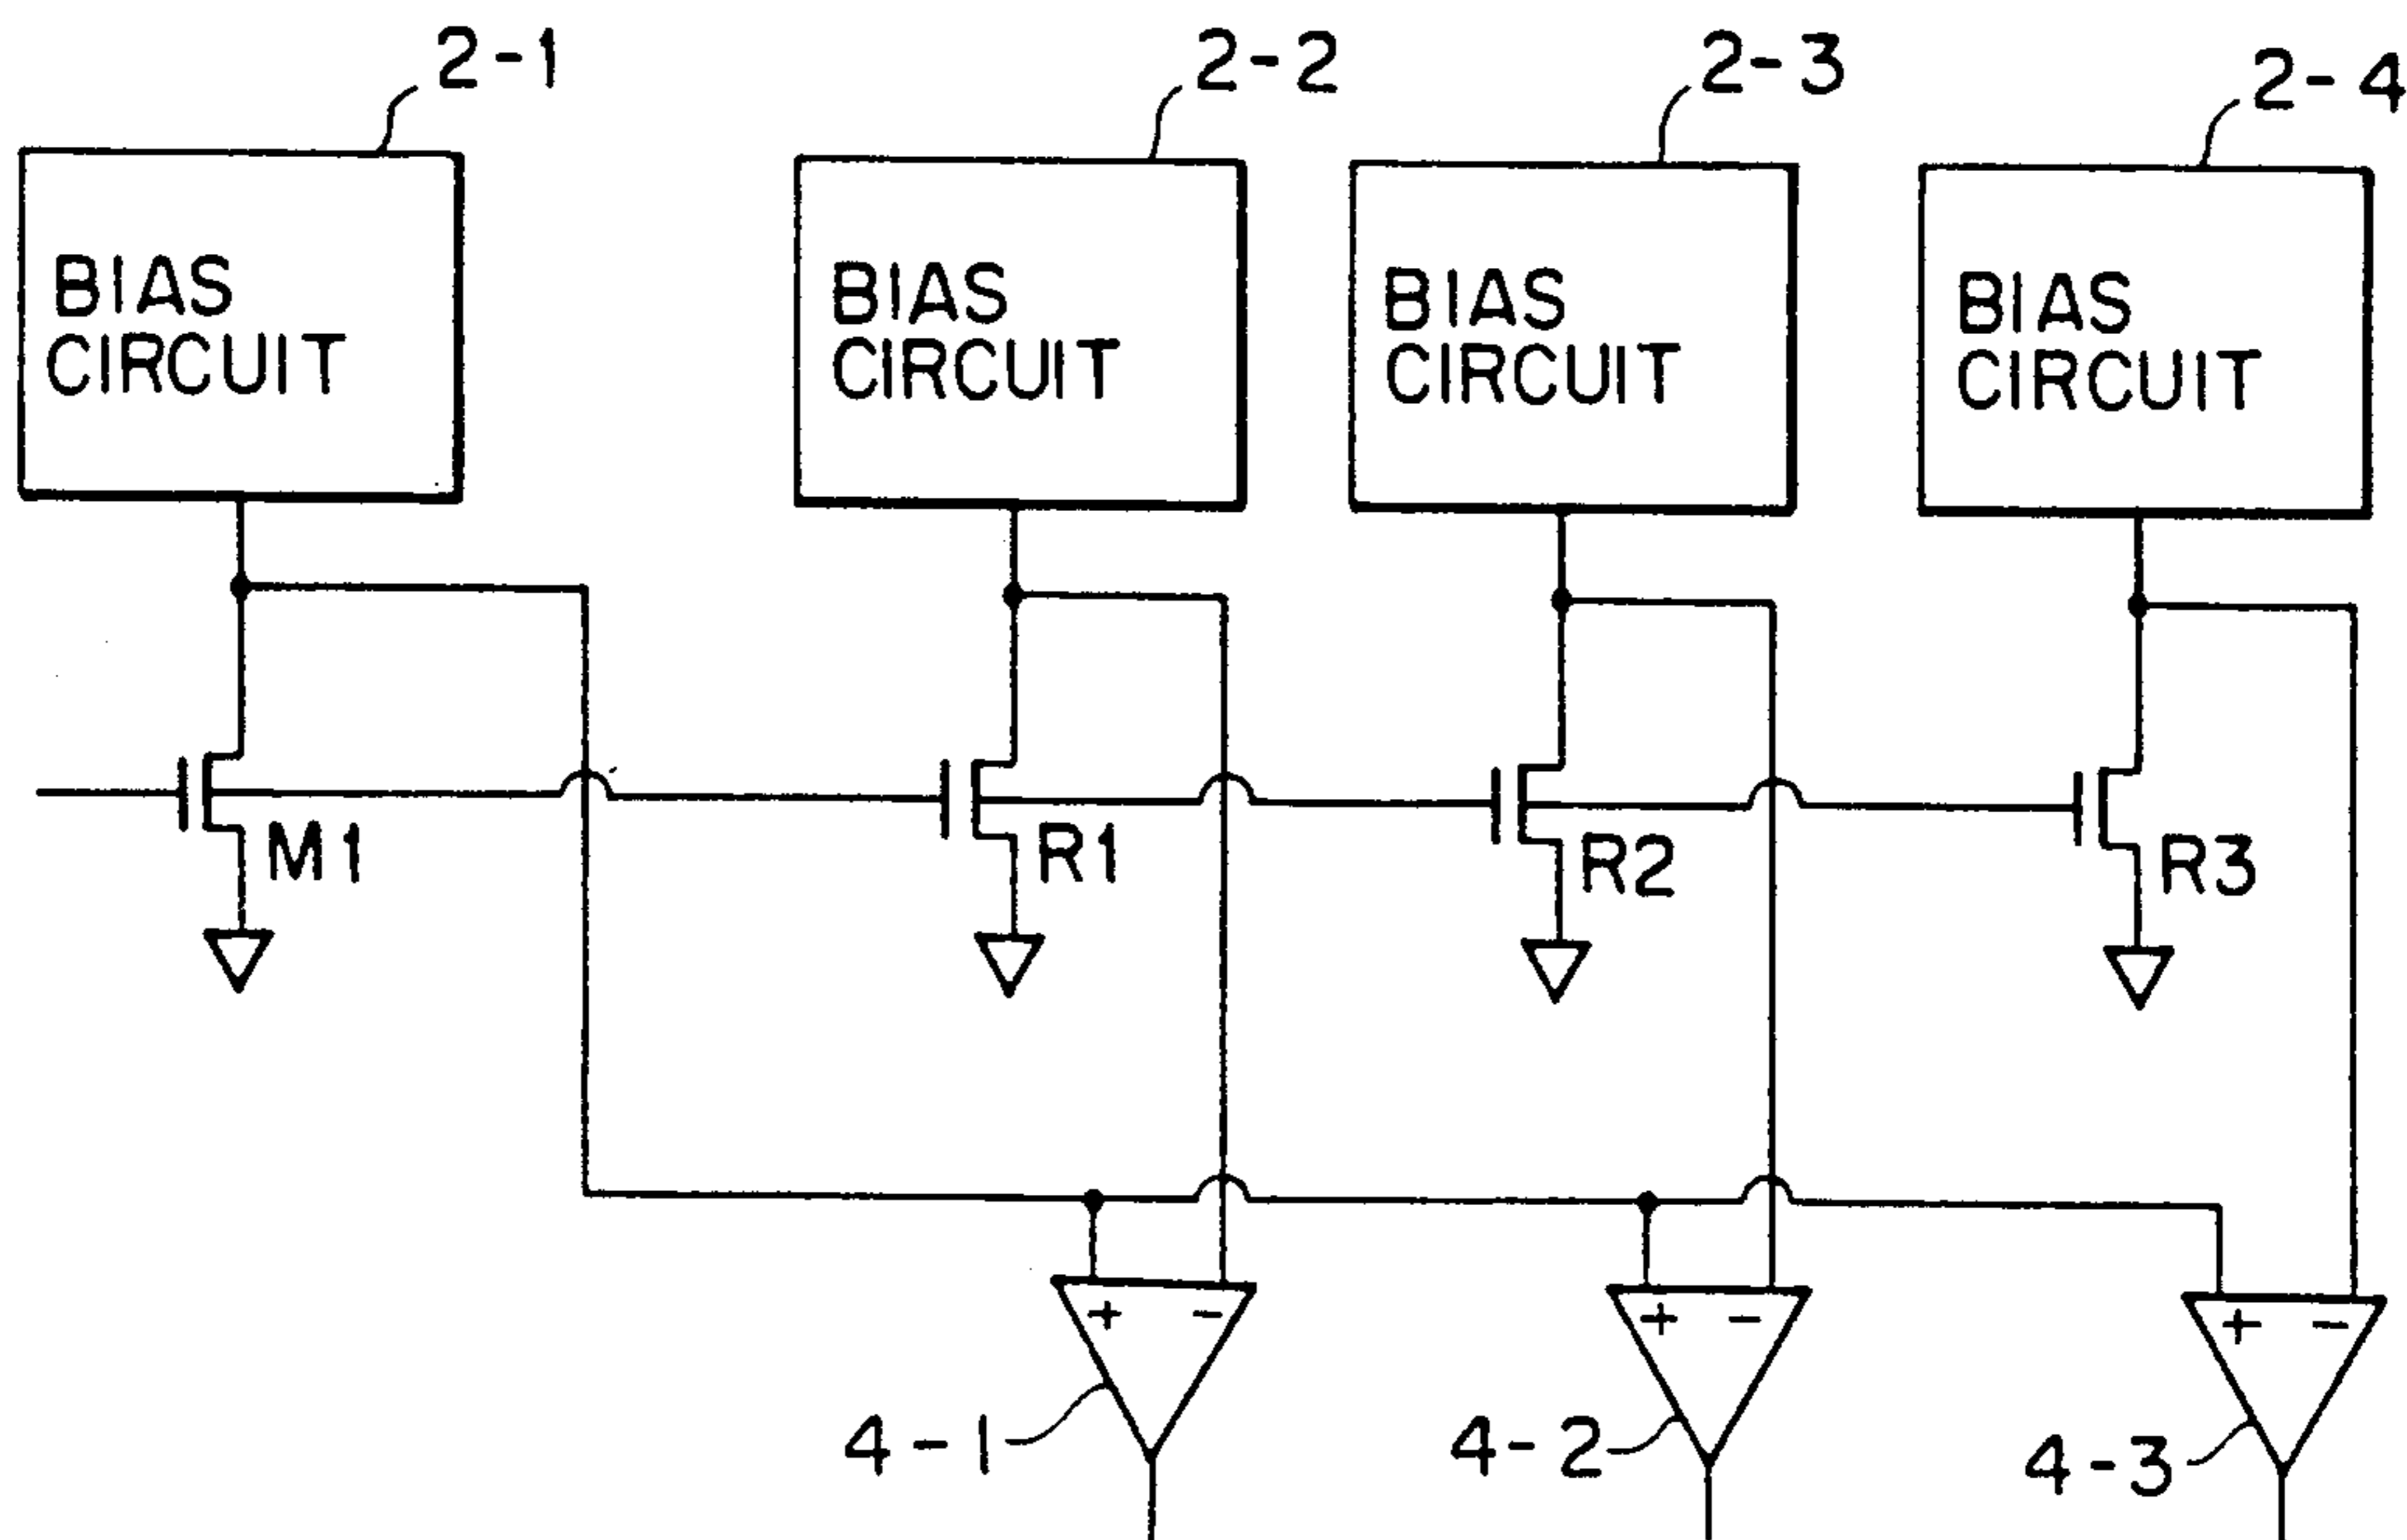 2-1
2-2
2-3
2-4
BIAS
CIRCUIT
BIAS
CIRCUIT
BIAS
CIRCUIT
BIAS
CIRCUIT
M1
R1
R2
R3
+ -
+ -
+ -
4-1
4-2
4-3